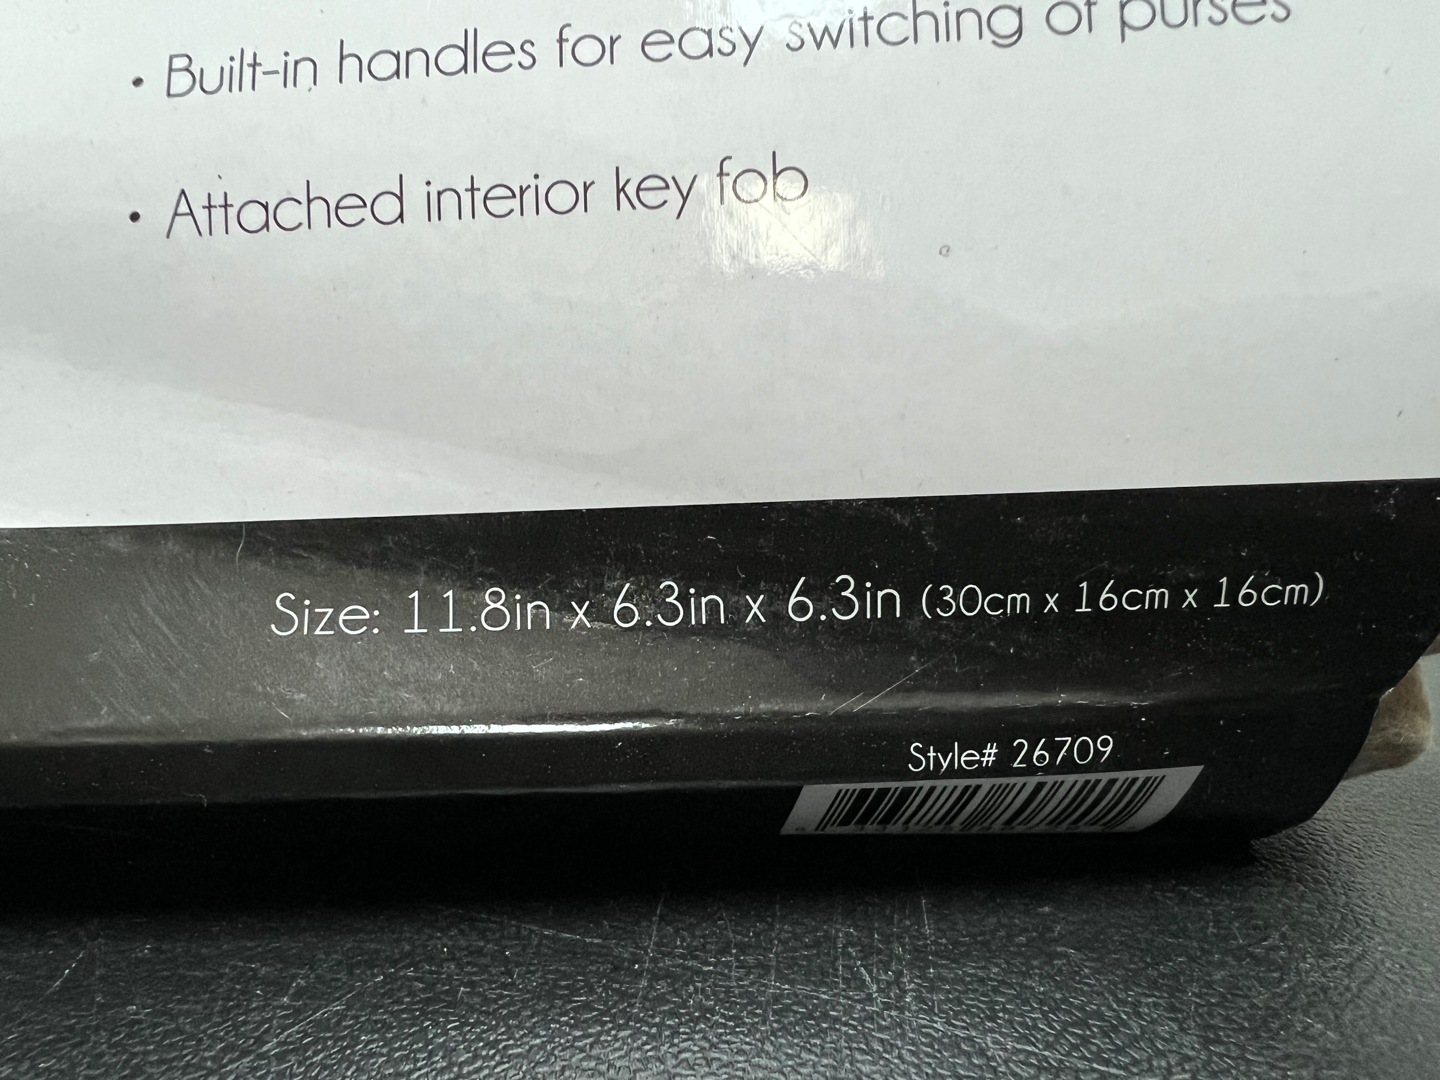 • Built-in handles for easy switching of purses
• Attached interior key fob
Size: 11.8in x 6.3in x 6.3in (30cm x 16cm x 16cm)
Style# 26709